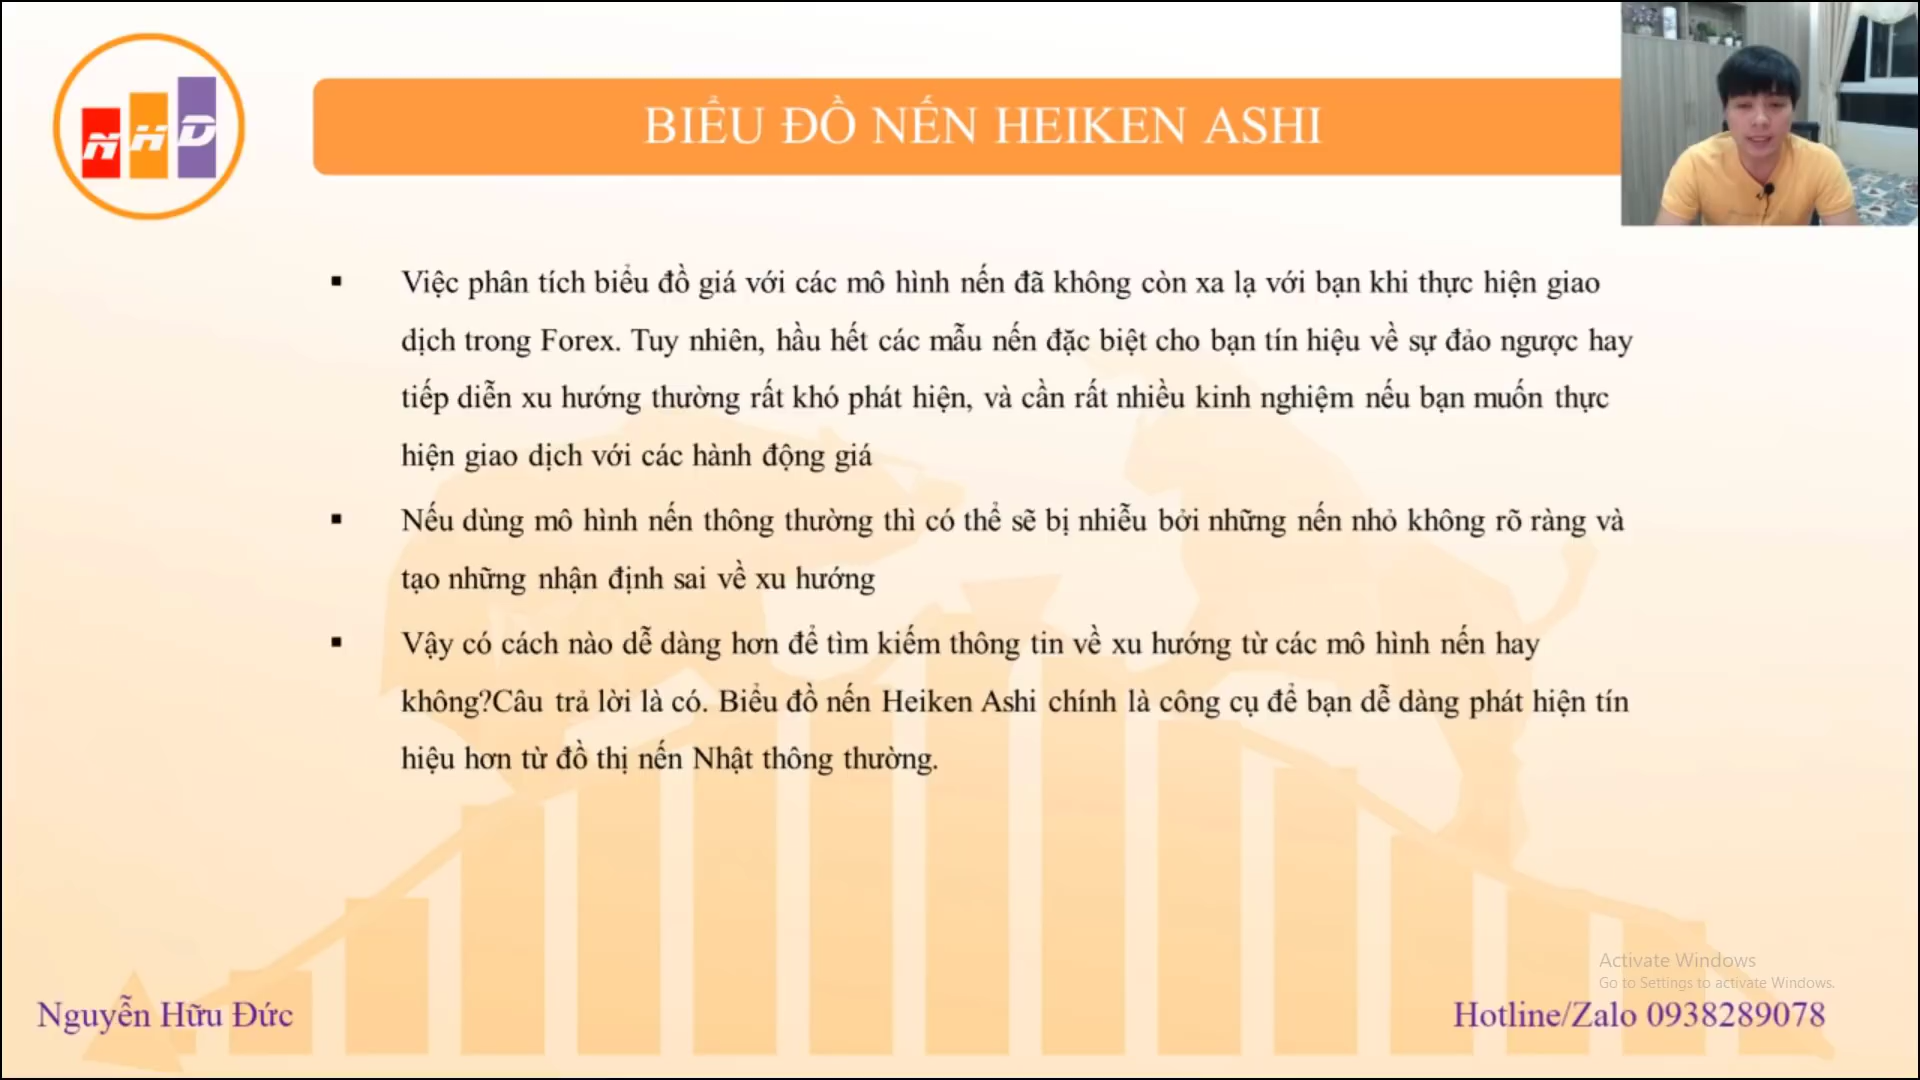 NHD
BIỂU ĐỒ NẾN HEIKEN ASHI
▪ Việc phân tích biểu đồ giá với các mô hình nến đã không còn xa lạ với bạn khi thực hiện giao
dịch trong Forex. Tuy nhiên, hầu hết các mẫu nến đặc biệt cho bạn tín hiệu về sự đảo ngược hay
tiếp diễn xu hướng thường rất khó phát hiện, và cần rất nhiều kinh nghiệm nếu bạn muốn thực
hiện giao dịch với các hành động giá
▪ Nếu dùng mô hình nến thông thường thì có thể sẽ bị nhiễu bởi những nến nhỏ không rõ ràng và
tạo những nhận định sai về xu hướng
▪ Vậy có cách nào dễ dàng hơn để tìm kiếm thông tin về xu hướng từ các mô hình nến hay
không?Câu trả lời là có. Biểu đồ nến Heiken Ashi chính là công cụ để bạn dễ dàng phát hiện tín
hiệu hơn từ đồ thị nến Nhật thông thường.
Activate Windows
Go to Settings to activate Windows.
Nguyễn Hữu Đức
Hotline/Zalo 0938289078